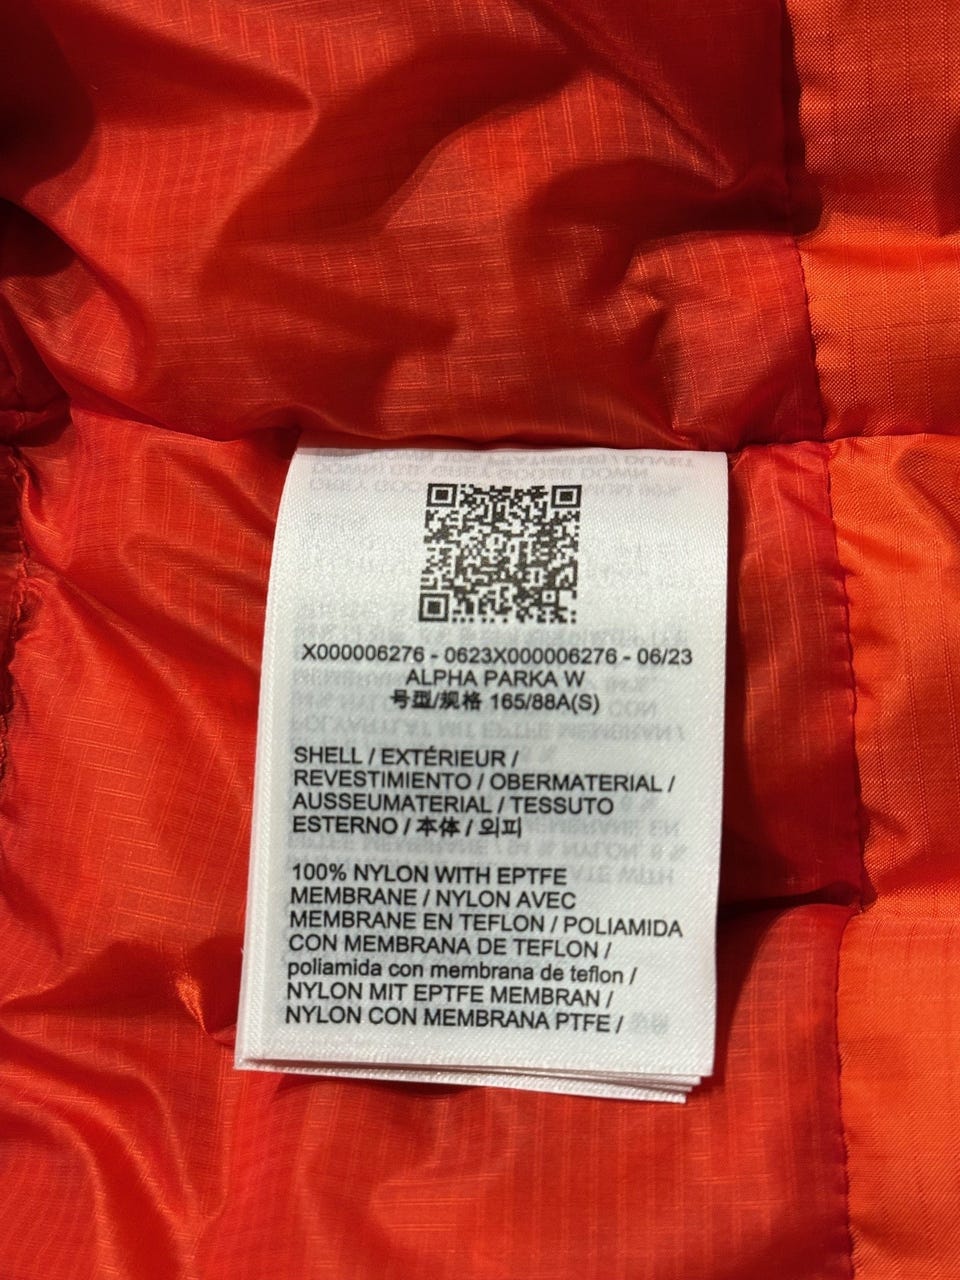 X000006276 - 0623X000006276 - 06/23
ALPHA PARKA W
号型/规格 165/88A(S)
SHELL / EXTÉRIEUR /
REVESTIMIENTO / OBERMATERIAL /
AUSSEUMATERIAL / TESSUTO
ESTERNO / 本体 / 외피
100% NYLON WITH EPTFE
MEMBRANE / NYLON AVEC
MEMBRANE EN TEFLON / POLIAMIDA
CON MEMBRANA DE TEFLON /
poliamida con membrana de teflon /
NYLON MIT EPTFE MEMBRAN /
NYLON CON MEMBRANA PTFE /